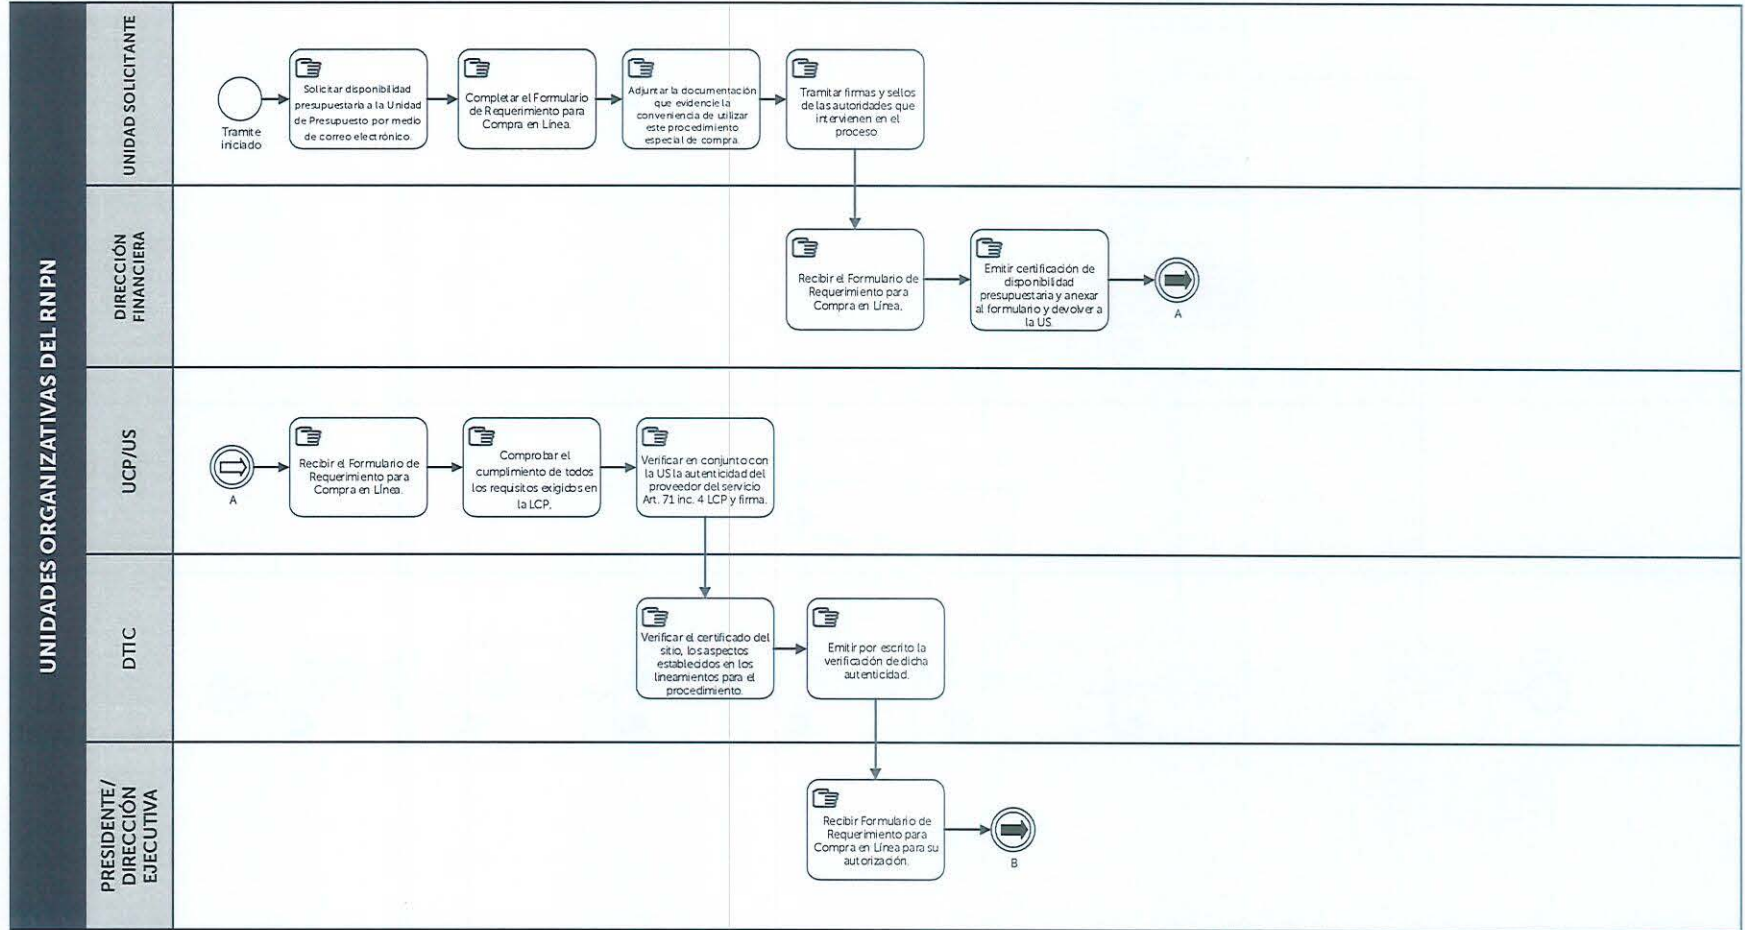 UNIDADES ORGANIZATIVAS DEL RNPN
UNIDAD SOLICITANTE
Tramite
iniciado
Solicitar disponibilidad
presupuestaria a la Unidad
de Presupuesto por medio
de correo electrónico.
Completar el Formulario
de Requerimiento para
Compra en Línea.
Adjuntar la documentación
que evidencie la
conveniencia de utilizar
este procedimiento
especial de compra.
Tramitar firmas y sellos
de las autoridades que
intervienen en el
proceso
DIRECCIÓN
FINANCIERA
Recibir el Formulario de
Requerimiento para
Compra en Línea.
Emitir certificación de
disponibilidad
presupuestaria y anexar
al formulario y devolver a
la US.
A
UCP/US
A
Recibir el Formulario de
Requerimiento para
Compra en Línea.
Comprobar el
cumplimiento de todos
los requisitos exigidos en
la LCP.
Verificar en conjunto con
la US la autenticidad del
proveedor del servicio
Art. 71 inc. 4 LCP y firma.
DTIC
Verificar el certificado del
sitio, los aspectos
establecidos en los
lineamientos para el
procedimiento.
Emitir por escrito la
verificación de dicha
autenticidad.
PRESIDENTE/
DIRECCIÓN
EJECUTIVA
Recibir Formulario de
Requerimiento para
Compra en Línea para su
autorización.
B